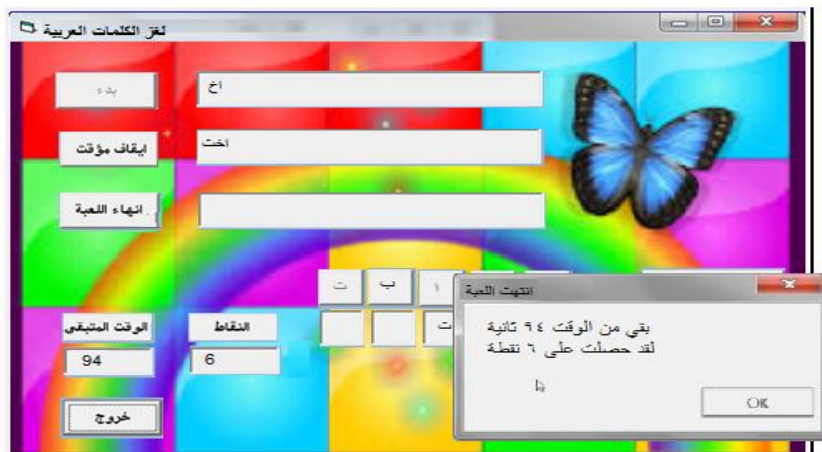 لغز الكلمات العربية
بدء
اخ
ايقاف مؤقت
اخت
انهاء اللعبة
ت ب ا
ت
انتهت اللعبة
بقي من الوقت ٩٤ ثانية
لقد حصلت على ٦ نقطة
OK
النقاط
الوقت المتبقى
6
94
خروج